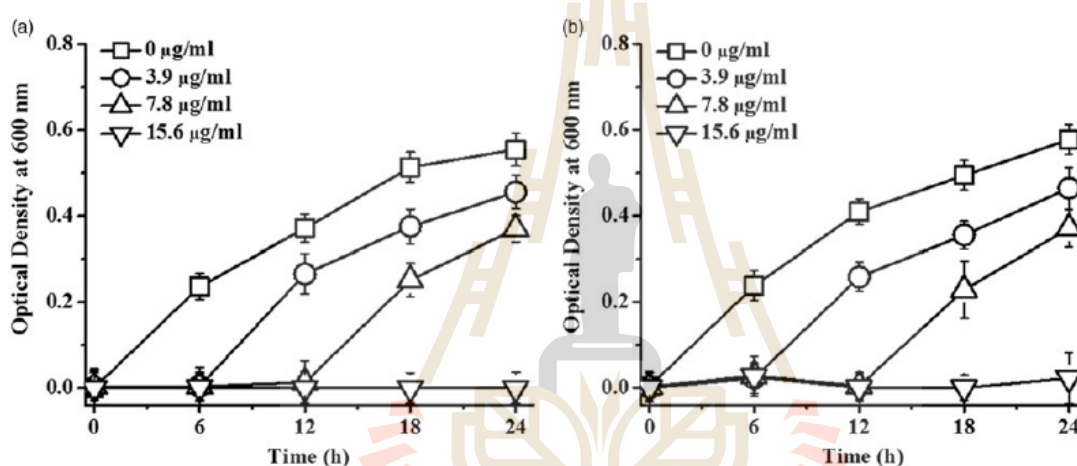 (a)
0.8
0.6
0.4
0.2
0.0
Optical Density at 600 nm
0 µg/ml
3.9 µg/ml
7.8 µg/ml
15.6 µg/ml
0 6 12 18 24
Time (h)
(b)
0.8
0.6
0.4
0.2
0.0
Optical Density at 600 nm
0 µg/ml
3.9 µg/ml
7.8 µg/ml
15.6 µg/ml
0 6 12 18 24
Time (h)